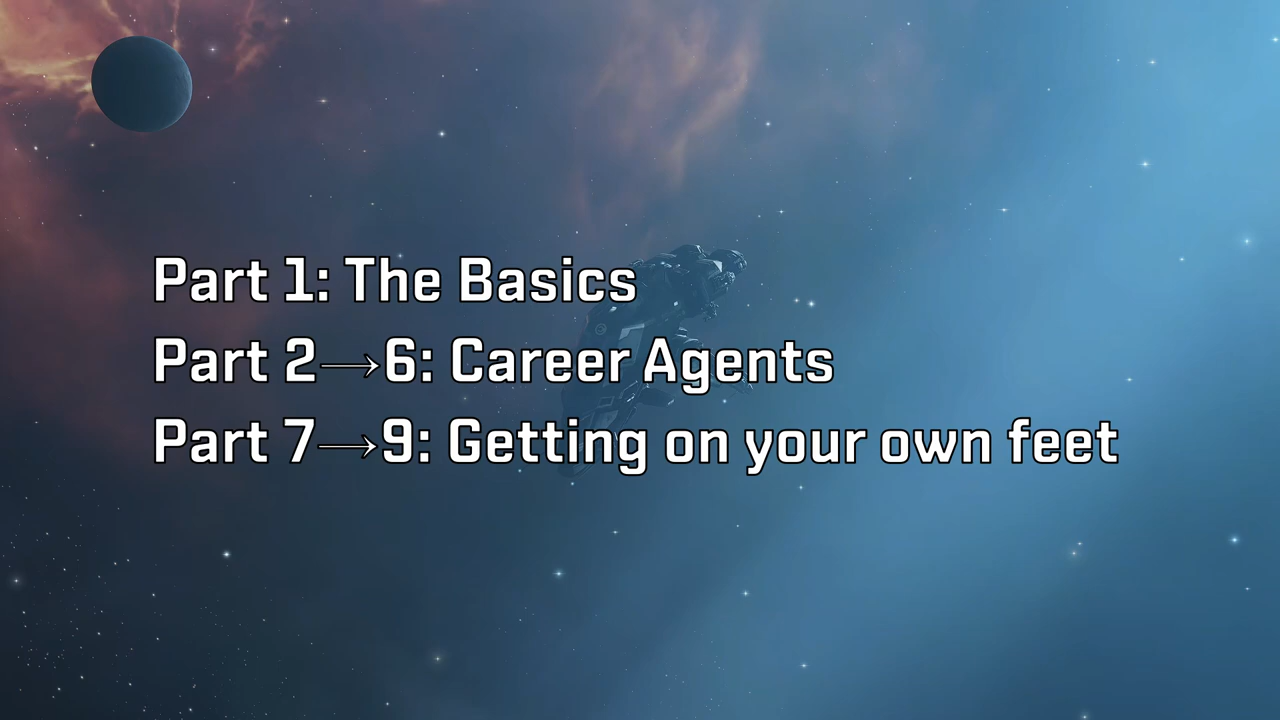 Part 1: The Basics
Part 2→6: Career Agents
Part 7→9: Getting on your own feet